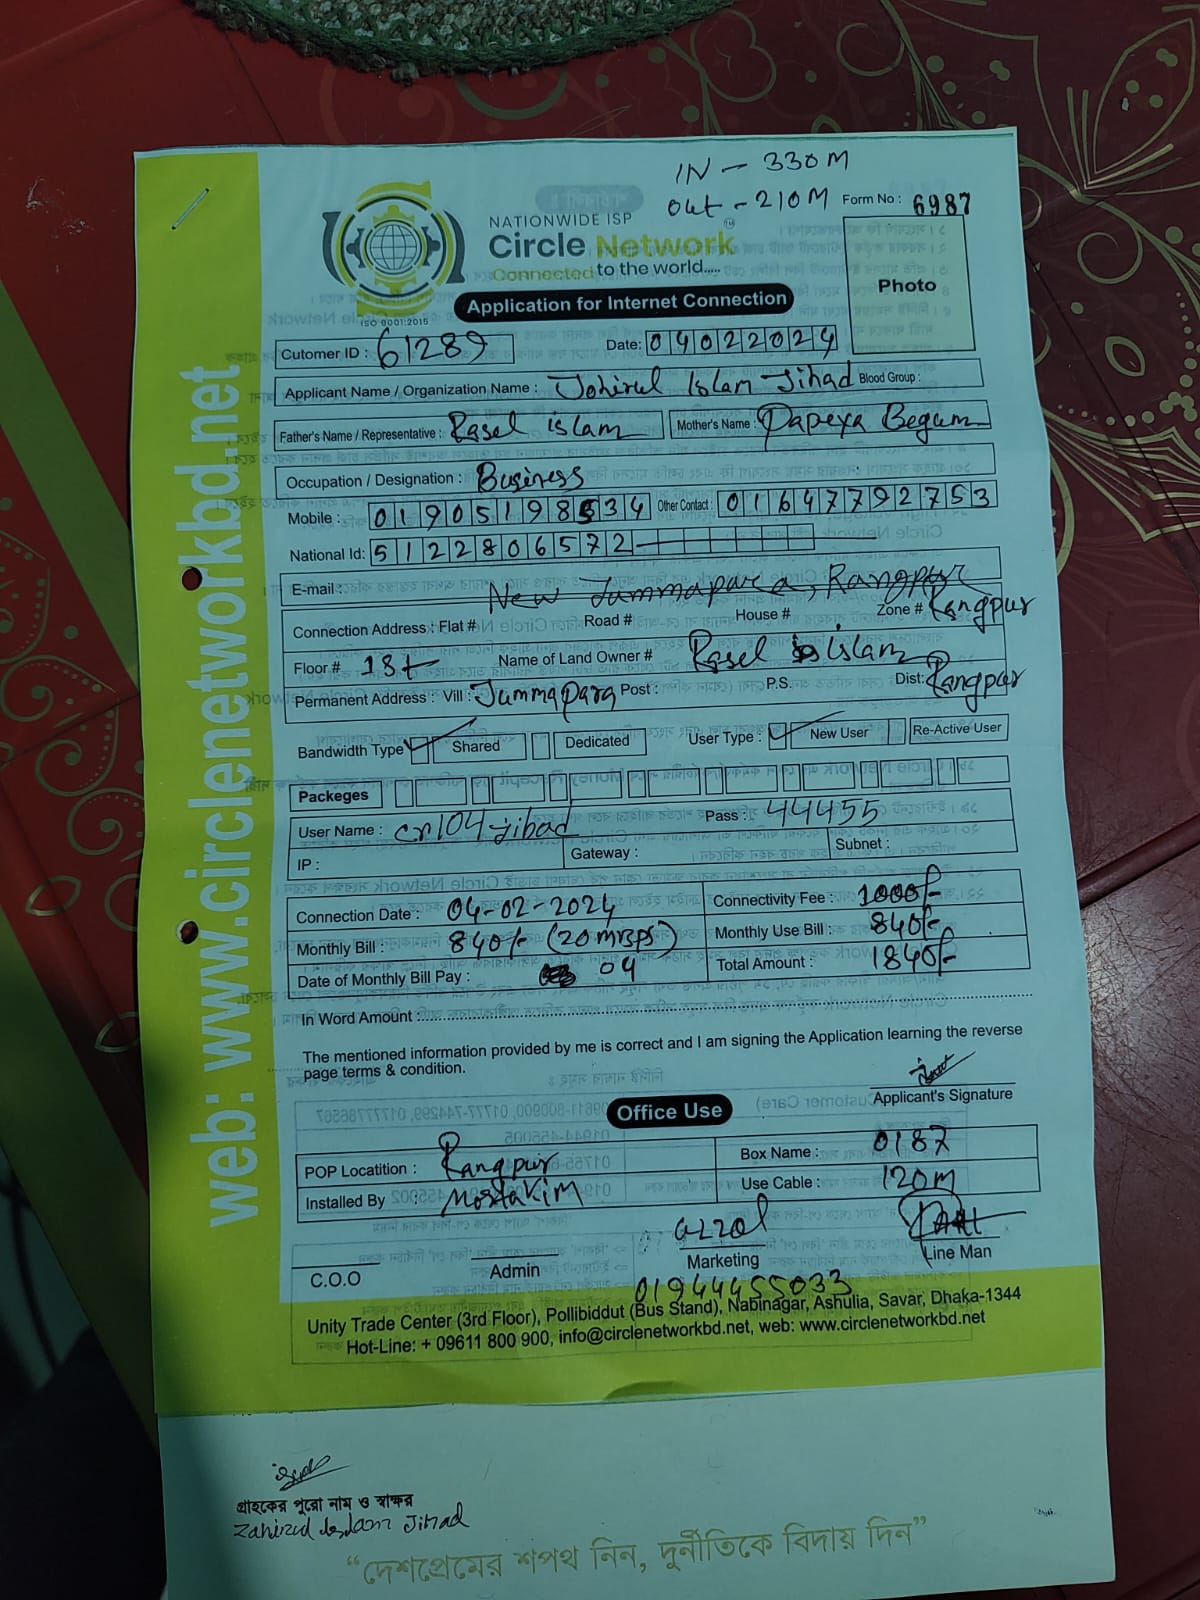 IN - 330M
Out - 210M
Form No : 6987
NATIONWIDE ISP
Circle Network
Connected to the world.....
ISO 9001:2015
Application for Internet Connection
Photo
Cutomer ID : 61289
Date: 04022024
Applicant Name / Organization Name : Johirul Islam Jihad Blood Group :
Father's Name / Representative : Rasel islam Mother's Name : Papeya Begum
Occupation / Designation : Business
Mobile : 01905198534 Other Contact : 01647792753
National Id: 5122806572
E-mail :
New Jummapara, Rangpur
Connection Address : Flat # Road # House # Zone # Rangpur
Floor # 1st Name of Land Owner # Rasel islam
Permanent Address : Vill : Jummapara Post : P.S. Dist: Rangpur
Bandwidth Type Shared Dedicated User Type : New User Re-Active User
Packeges
User Name : cn104-jihad Pass : 44455
IP : Gateway : Subnet :
Connection Date : 04-02-2024 Connectivity Fee : 1000/-
Monthly Bill : 840/- (20 mbps) Monthly Use Bill : 840/-
Date of Monthly Bill Pay : 04 Total Amount : 1840/-
In Word Amount :
The mentioned information provided by me is correct and I am signing the Application learning the reverse
page terms & condition.
Applicant's Signature
Office Use
POP Locatition : Rangpur Box Name : 0187
Installed By : Mostakim Use Cable : 120M
C.O.O Admin Marketing Line Man
01944455033
Unity Trade Center (3rd Floor), Pollibiddut (Bus Stand), Nabinagar, Ashulia, Savar, Dhaka-1344
Hot-Line: + 09611 800 900, info@circlenetworkbd.net, web: www.circlenetworkbd.net
web: www.circlenetworkbd.net
গ্রাহকের পুরো নাম ও স্বাক্ষর
Zahirul Islam Jihad
“দেশপ্রেমের শপথ নিন, দুর্নীতিকে বিদায় দিন”